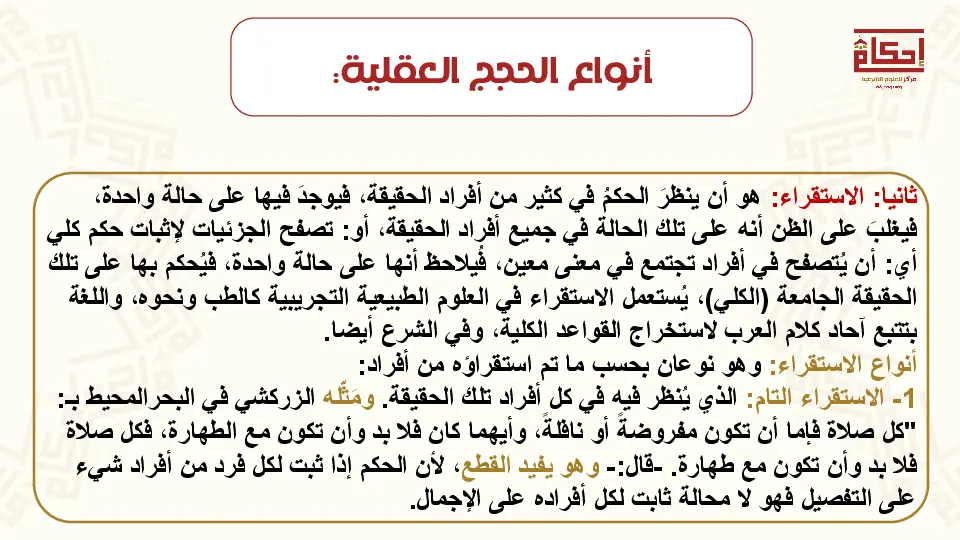 إحكام
مركز العلوم الشرعية
أنواع الحجج العقلية:
ثانيا: الاستقراء: هو أن ينظرَ الحكمُ في كثير من أفراد الحقيقة، فيوجدَ فيها على حالة واحدة،
فيغلبَ على الظن أنه على تلك الحالة في جميع أفراد الحقيقة، أو: تصفح الجزئيات لإثبات حكم كلي
أي: أن يُتصفح في أفراد تجتمع في معنى معين، فُيلاحظ أنها على حالة واحدة، فيُحكم بها على تلك
الحقيقة الجامعة (الكلي)، يُستعمل الاستقراء في العلوم الطبيعية التجريبية كالطب ونحوه، واللغة
بتتبع آحاد كلام العرب لاستخراج القواعد الكلية، وفي الشرع أيضا.
أنواع الاستقراء: وهو نوعان بحسب ما تم استقراؤه من أفراد:
1- الاستقراء التام: الذي يُنظر فيه في كل أفراد تلك الحقيقة. ومَثّله الزركشي في البحرالمحيط بـ:
"كل صلاة فإما أن تكون مفروضةً أو نافلةً، وأيهما كان فلا بد وأن تكون مع الطهارة، فكل صلاة
فلا بد وأن تكون مع طهارة. -قال:- وهو يفيد القطع، لأن الحكم إذا ثبت لكل فرد من أفراد شيء
على التفصيل فهو لا محالة ثابت لكل أفراده على الإجمال.